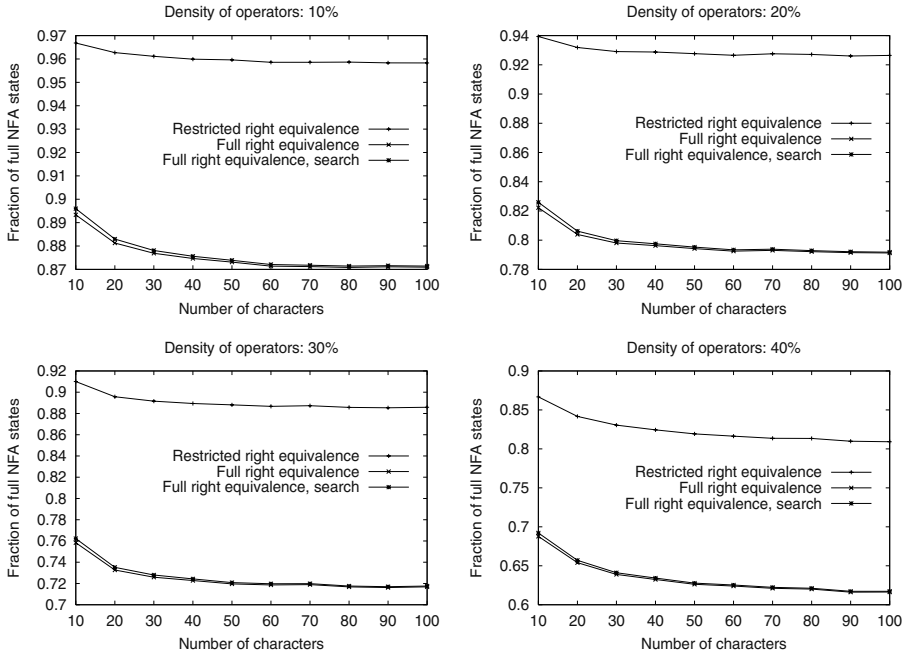 Density of operators: 10%
Fraction of full NFA states
0.97
0.96
0.95
0.94
0.93
0.92
0.91
0.9
0.89
0.88
0.87
Restricted right equivalence
Full right equivalence
Full right equivalence, search
10 20 30 40 50 60 70 80 90 100
Number of characters
Density of operators: 20%
Fraction of full NFA states
0.94
0.92
0.9
0.88
0.86
0.84
0.82
0.8
0.78
Restricted right equivalence
Full right equivalence
Full right equivalence, search
10 20 30 40 50 60 70 80 90 100
Number of characters
Density of operators: 30%
Fraction of full NFA states
0.92
0.9
0.88
0.86
0.84
0.82
0.8
0.78
0.76
0.74
0.72
0.7
Restricted right equivalence
Full right equivalence
Full right equivalence, search
10 20 30 40 50 60 70 80 90 100
Number of characters
Density of operators: 40%
Fraction of full NFA states
0.9
0.85
0.8
0.75
0.7
0.65
0.6
Restricted right equivalence
Full right equivalence
Full right equivalence, search
10 20 30 40 50 60 70 80 90 100
Number of characters